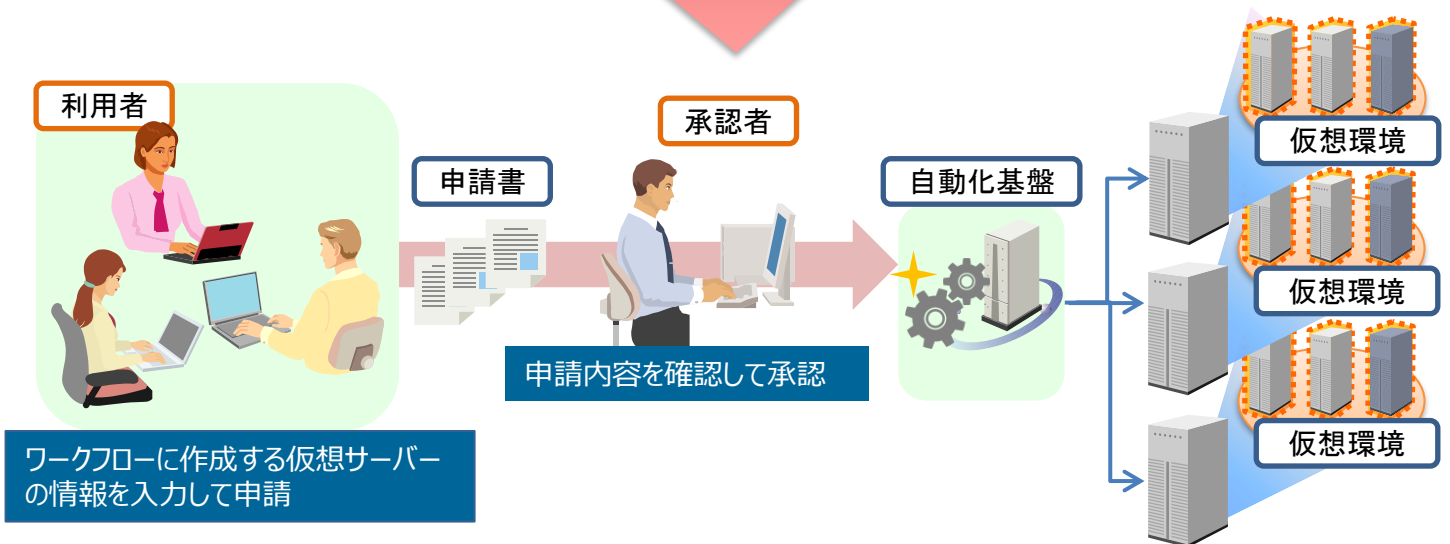 利用者
承認者
申請書
自動化基盤
仮想環境
仮想環境
仮想環境
申請内容を確認して承認
ワークフローに作成する仮想サーバー
の情報を入力して申請